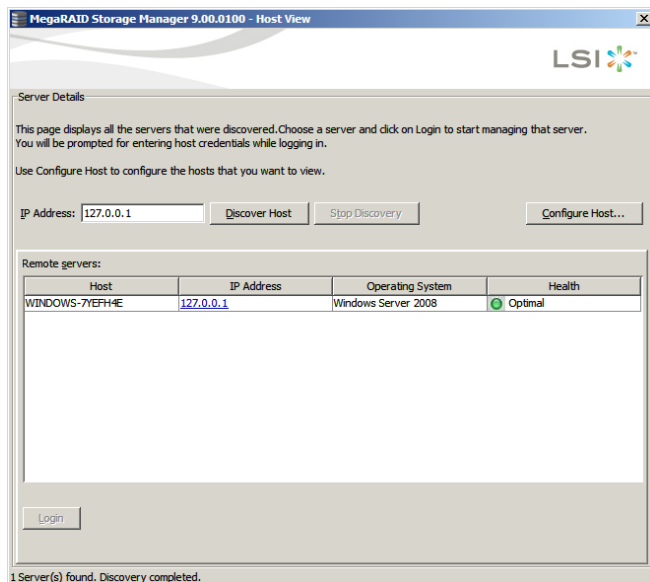 MegaRAID Storage Manager 9.00.0100 - Host View
LSI
Server Details
This page displays all the servers that were discovered.Choose a server and click on Login to start managing that server.
You will be prompted for entering host credentials while logging in.
Use Configure Host to configure the hosts that you want to view.
IP Address: 127.0.0.1 Discover Host Stop Discovery Configure Host...
Remote servers:
Host IP Address Operating System Health
WINDOWS-7YEFH4E 127.0.0.1 Windows Server 2008 Optimal
Login
1 Server(s) found. Discovery completed.